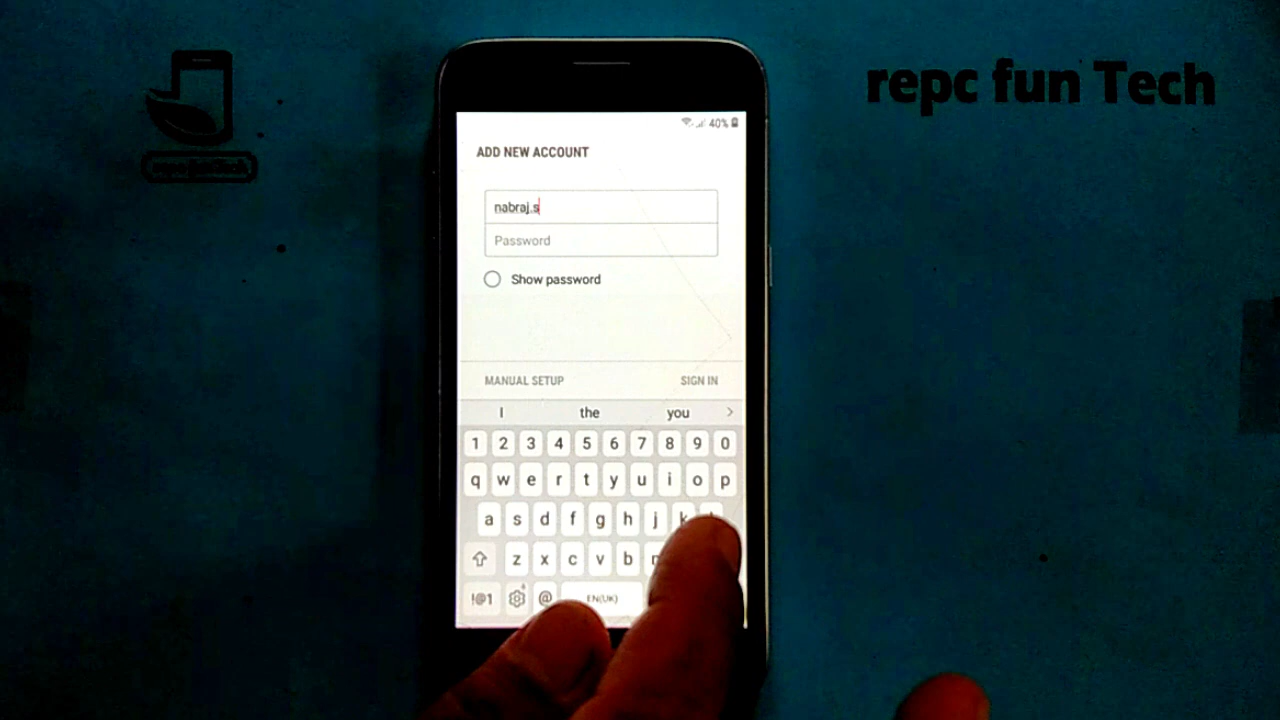 repc fun Tech
40%
ADD NEW ACCOUNT
nabraj.s
Password
Show password
MANUAL SETUP SIGN IN
I the you >
1 2 3 4 5 6 7 8 9 0
q w e r t y u i o p
a s d f g h j k
z x c v b
!@1 @ EN(UK)